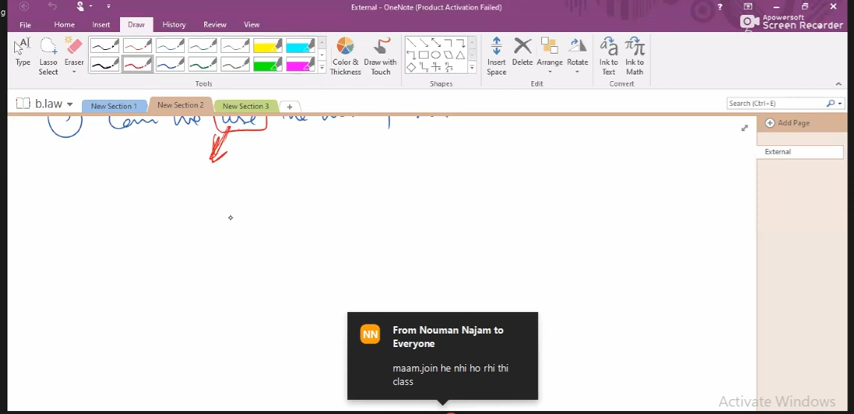 External - OneNote (Product Activation Failed)
Apowersoft
Screen Recorder
File Home Insert Draw History Review View
Type
Lasso Select
Eraser
Color & Thickness
Draw with Touch
Insert Space
Delete
Arrange
Rotate
Ink to Text
Ink to Math
Tools Shapes Edit Convert
b.law New Section 1 New Section 2 New Section 3
Search (Ctrl+E)
Add Page
External
use
NN
From Nouman Najam to
Everyone
maam.join he nhi ho rhi thi
class
Activate Windows